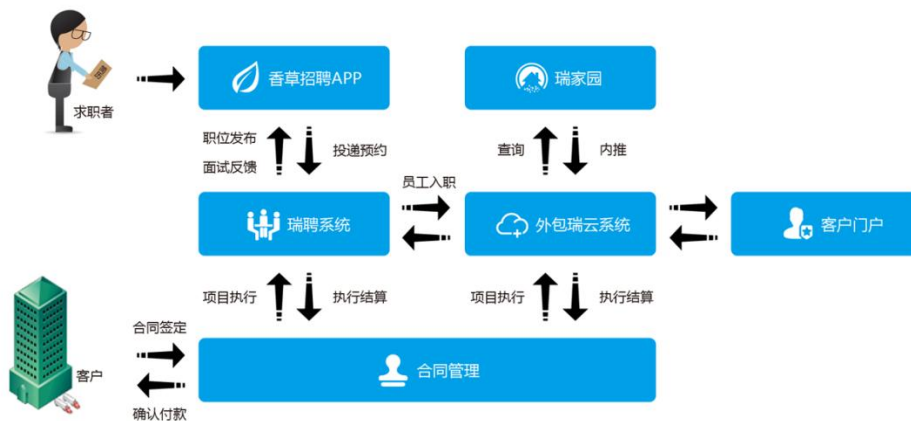 香草招聘APP
瑞家园
求职者
职位发布
面试反馈
投递预约
查询
内推
员工入职
瑞聘系统
外包瑞云系统
客户门户
项目执行
执行结算
项目执行
执行结算
合同签定
客户
合同管理
确认付款